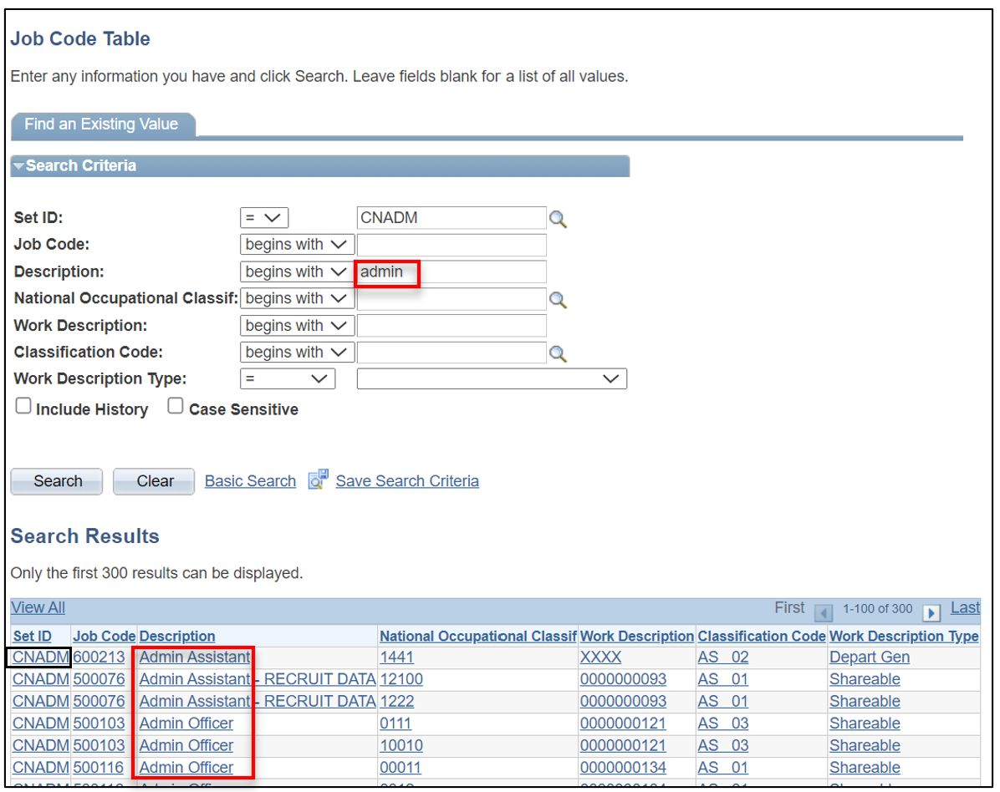 Job Code Table
Enter any information you have and click Search. Leave fields blank for a list of all values.
Find an Existing Value
Search Criteria
Set ID: = CNADM
Job Code: begins with
Description: begins with admin
National Occupational Classif: begins with
Work Description: begins with
Classification Code: begins with
Work Description Type: =
Include History Case Sensitive
Search Clear Basic Search Save Search Criteria
Search Results
Only the first 300 results can be displayed.
View All First 1-100 of 300 Last
Set ID Job Code Description National Occupational Classif Work Description Classification Code Work Description Type
CNADM 600213 Admin Assistant 1441 XXXX AS 02 Depart Gen
CNADM 500076 Admin Assistant - RECRUIT DATA 12100 0000000093 AS 01 Shareable
CNADM 500076 Admin Assistant - RECRUIT DATA 1222 0000000093 AS 01 Shareable
CNADM 500103 Admin Officer 0111 0000000121 AS 03 Shareable
CNADM 500103 Admin Officer 10010 0000000121 AS 03 Shareable
CNADM 500116 Admin Officer 00011 0000000134 AS 01 Shareable